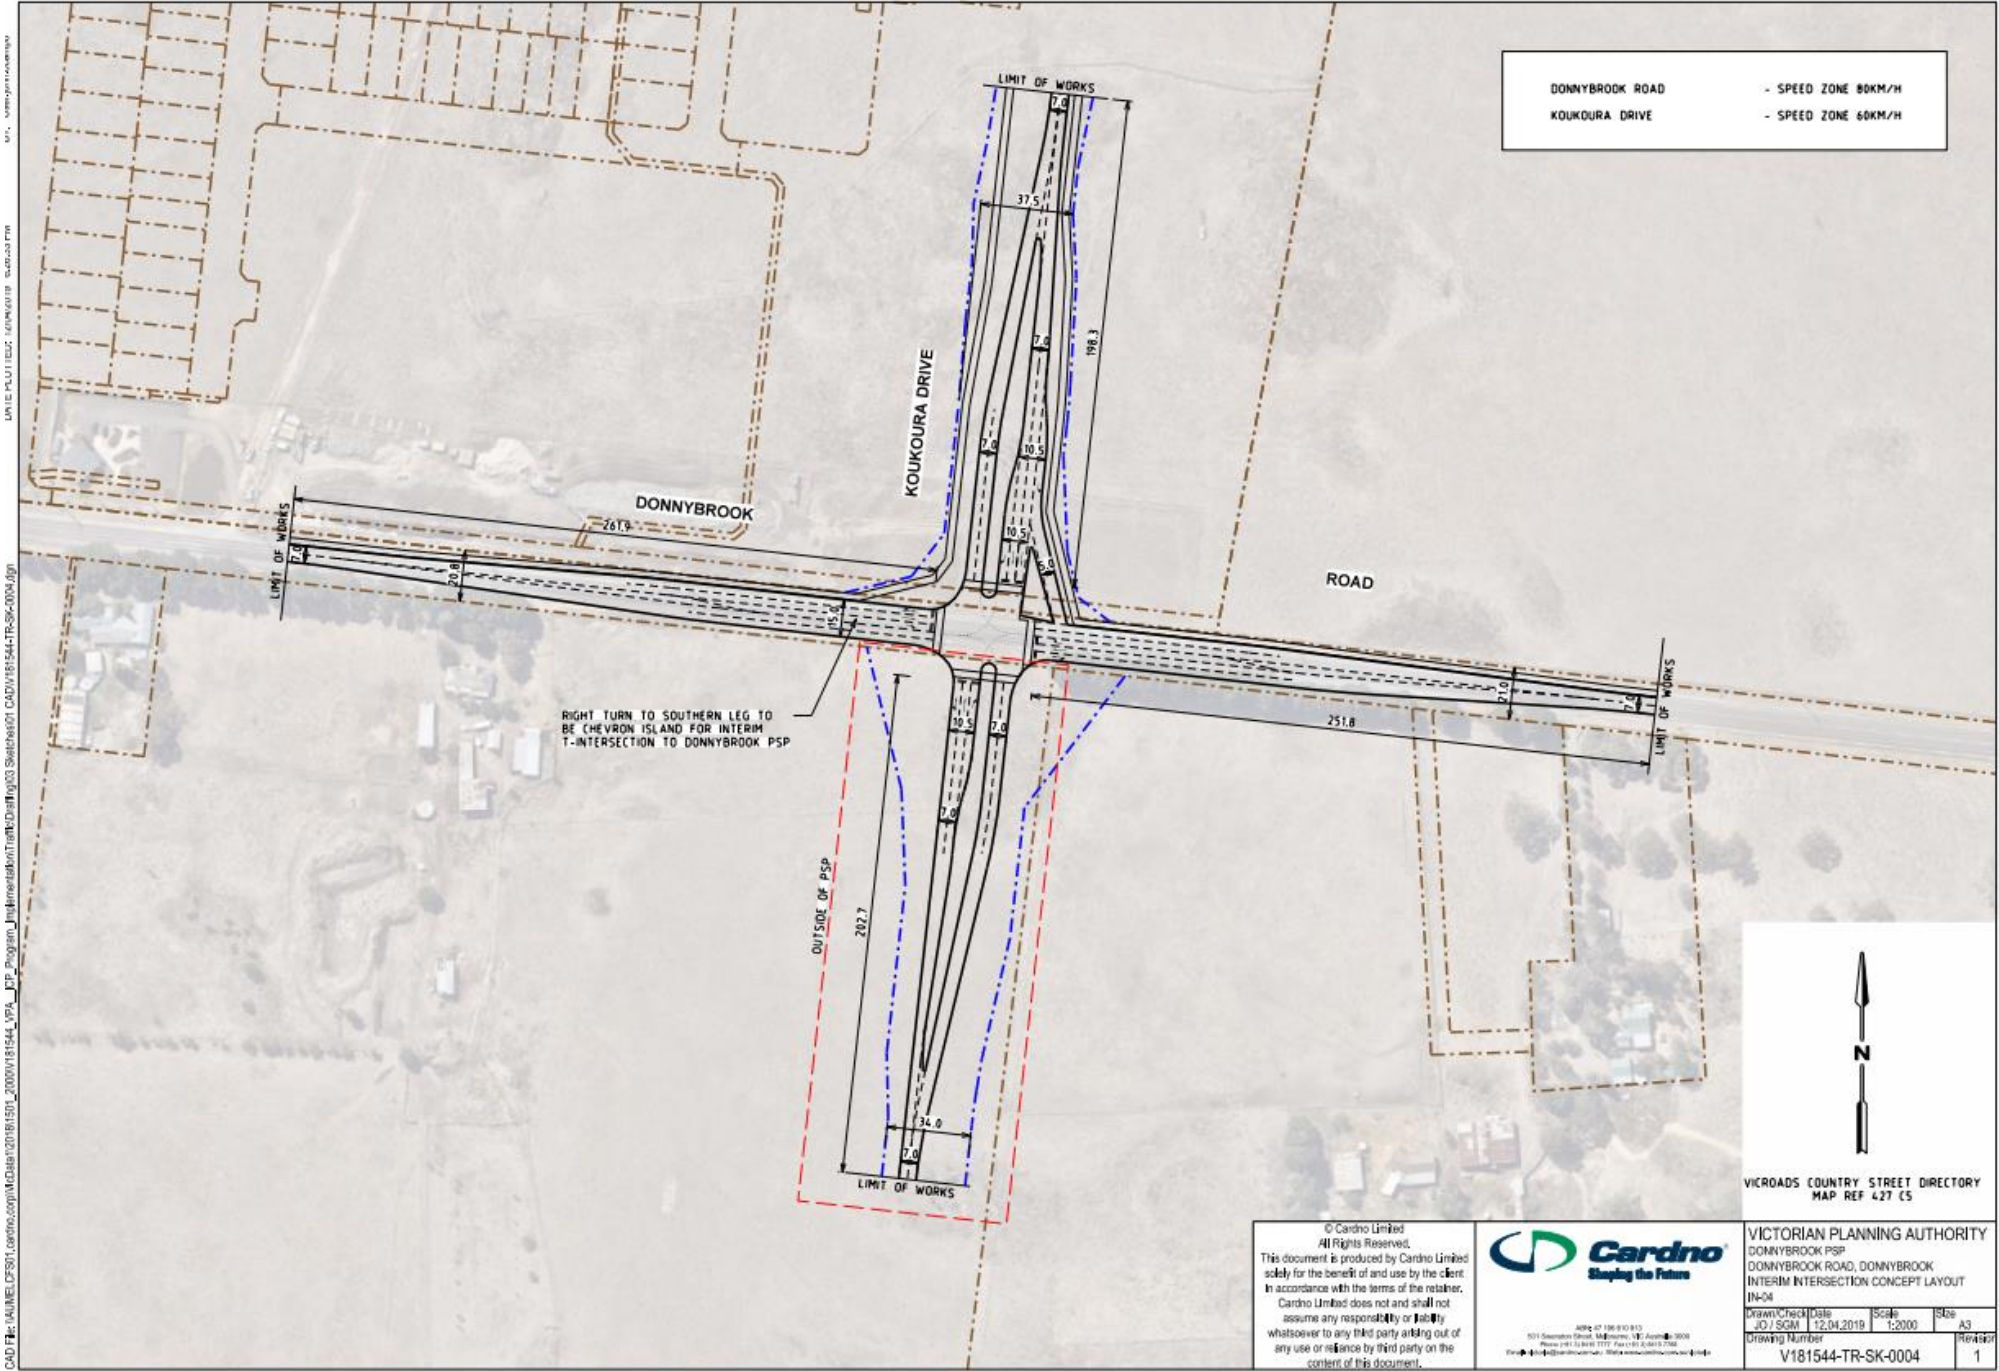 LIMIT OF WORKS
7.0
DONNYBROOK ROAD - SPEED ZONE 80KM/H
KOUKOURA DRIVE - SPEED ZONE 60KM/H
37.5
198.3
7.0
KOUKOURA DRIVE
7.0
10.5
DONNYBROOK
261.9
LIMIT OF WORKS
7.0
20.8
10.5
ROAD
15.0
LIMIT OF WORKS
21.0
7.0
251.8
RIGHT TURN TO SOUTHERN LEG TO
BE CHEVRON ISLAND FOR INTERIM
T-INTERSECTION TO DONNYBROOK PSP
10.5
7.0
7.0
OUTSIDE OF PSP
202.7
34.0
7.0
LIMIT OF WORKS
N
VICROADS COUNTRY STREET DIRECTORY
MAP REF 427 C5
© Cardno Limited
All Rights Reserved.
This document is produced by Cardno Limited
solely for the benefit of and use by the client
in accordance with the terms of the retainer.
Cardno Limited does not and shall not
assume any responsibility or liability
whatsoever to any third party arising out of
any use or reliance by third party on the
content of this document.
Cardno
Shaping the Future
VICTORIAN PLANNING AUTHORITY
DONNYBROOK PSP
DONNYBROOK ROAD, DONNYBROOK
INTERIM INTERSECTION CONCEPT LAYOUT
IN-04
Drawn/Check Date Scale Size
JO / SGM 12.04.2019 1:2000 A3
Drawing Number Revision
V181544-TR-SK-0004 1